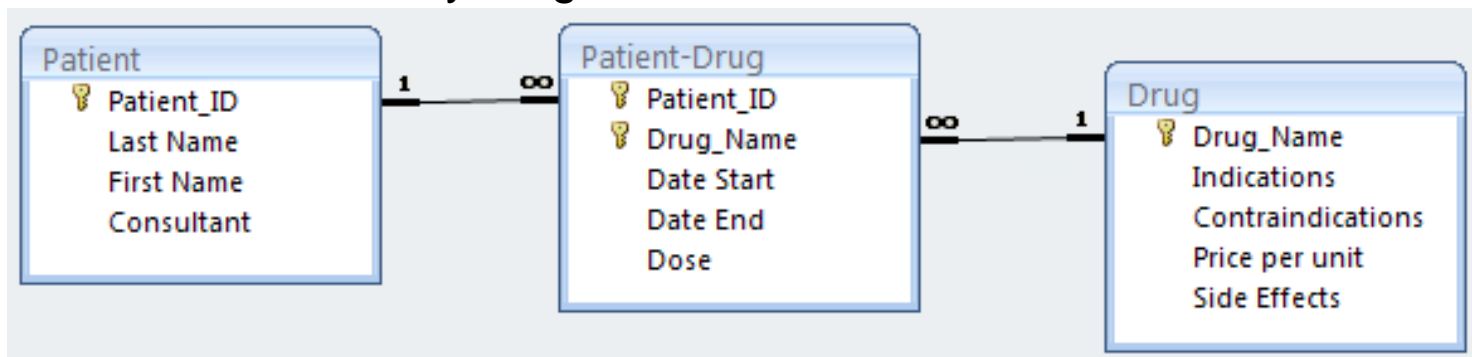 Patient
Patient_ID
Last Name
First Name
Consultant
1
∞
Patient-Drug
Patient_ID
Drug_Name
Date Start
Date End
Dose
∞
1
Drug
Drug_Name
Indications
Contraindications
Price per unit
Side Effects